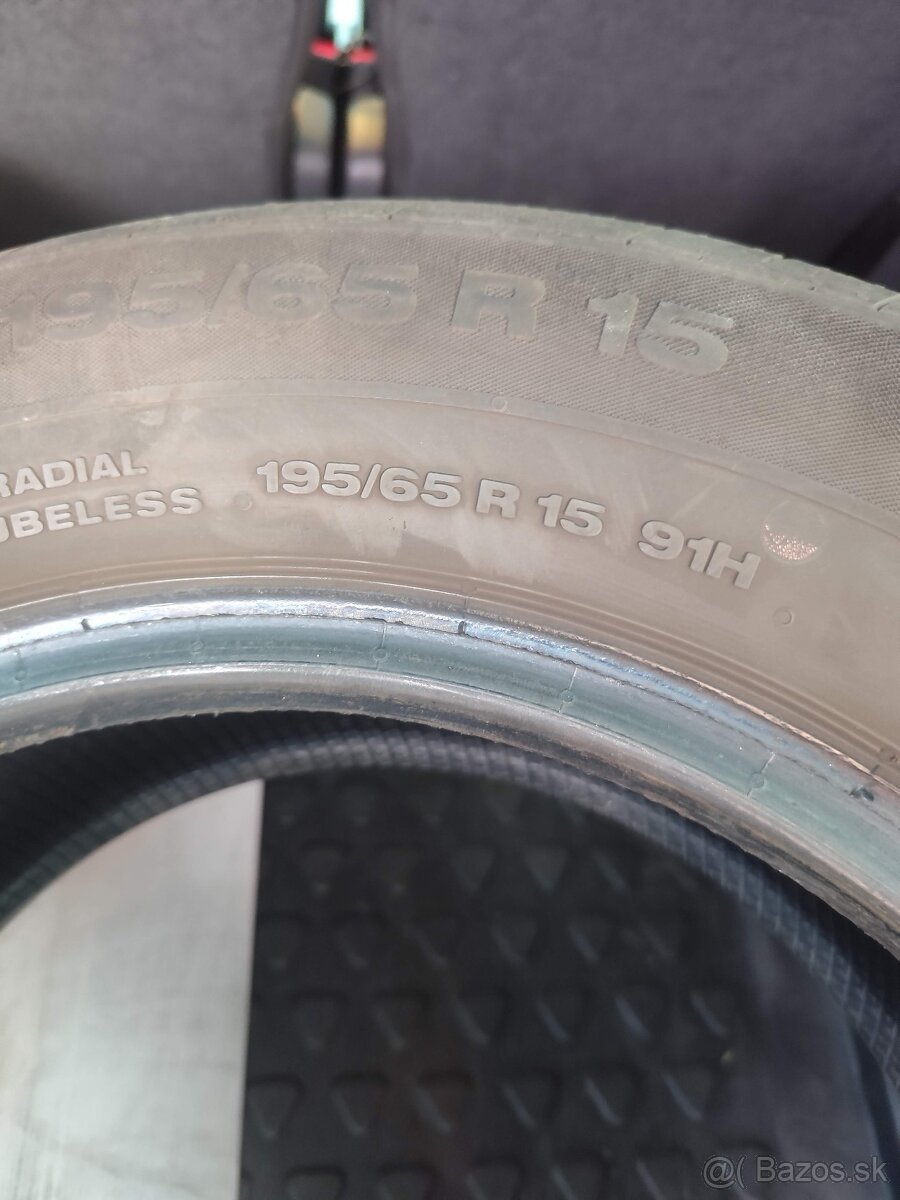 195/65 R 15
RADIAL
195/65 R 15 91H
UBELESS
@( Bazos.sk